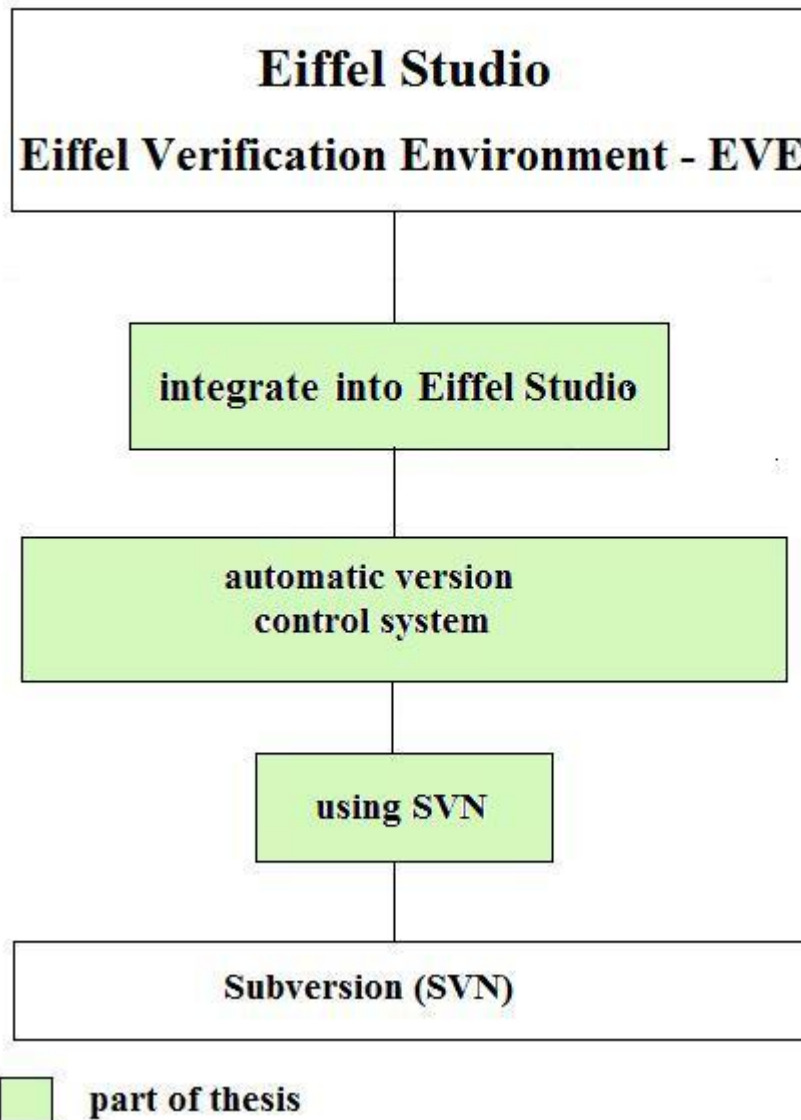 Eiffel Studio
Eiffel Verification Environment - EVE
integrate into Eiffel Studio
automatic version
control system
using SVN
Subversion (SVN)
part of thesis